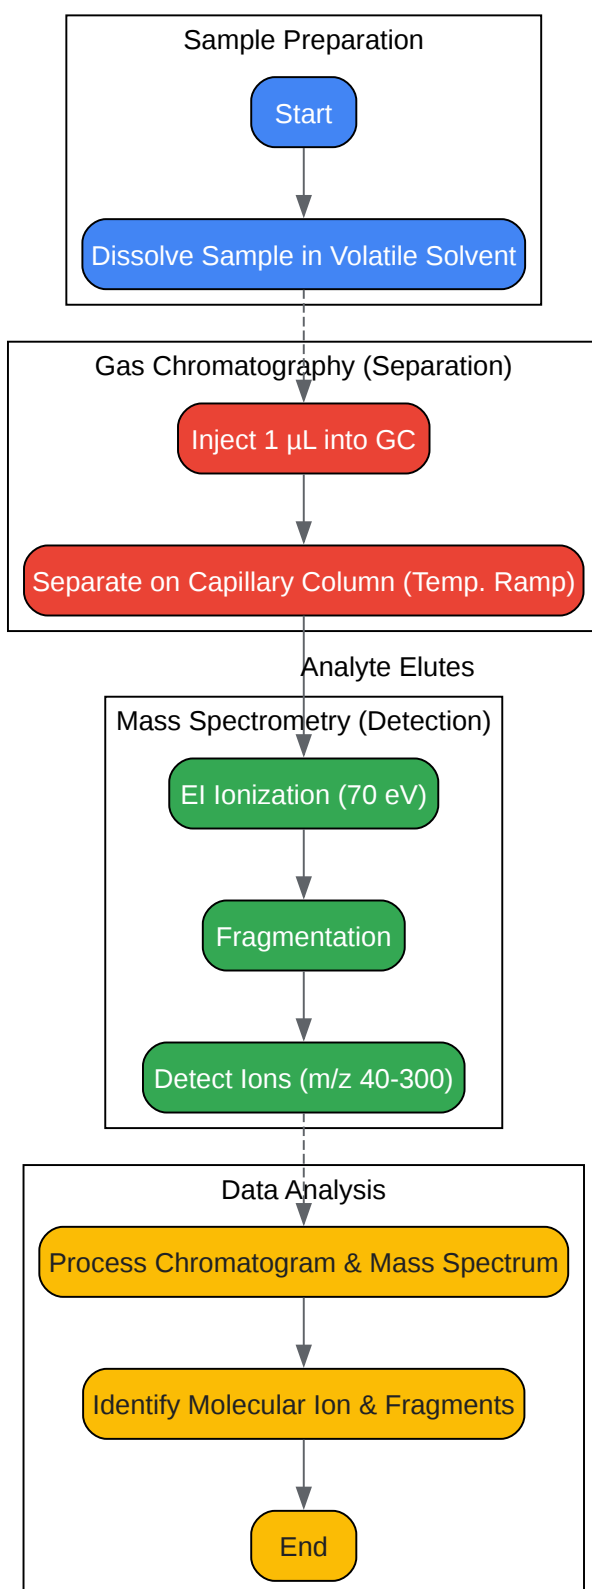 Sample Preparation
Start
Dissolve Sample in Volatile Solvent
Gas Chromatography (Separation)
Inject 1 µL into GC
Separate on Capillary Column (Temp. Ramp)
Analyte Elutes
Mass Spectrometry (Detection)
EI Ionization (70 eV)
Fragmentation
Detect Ions (m/z 40-300)
Data Analysis
Process Chromatogram & Mass Spectrum
Identify Molecular Ion & Fragments
End